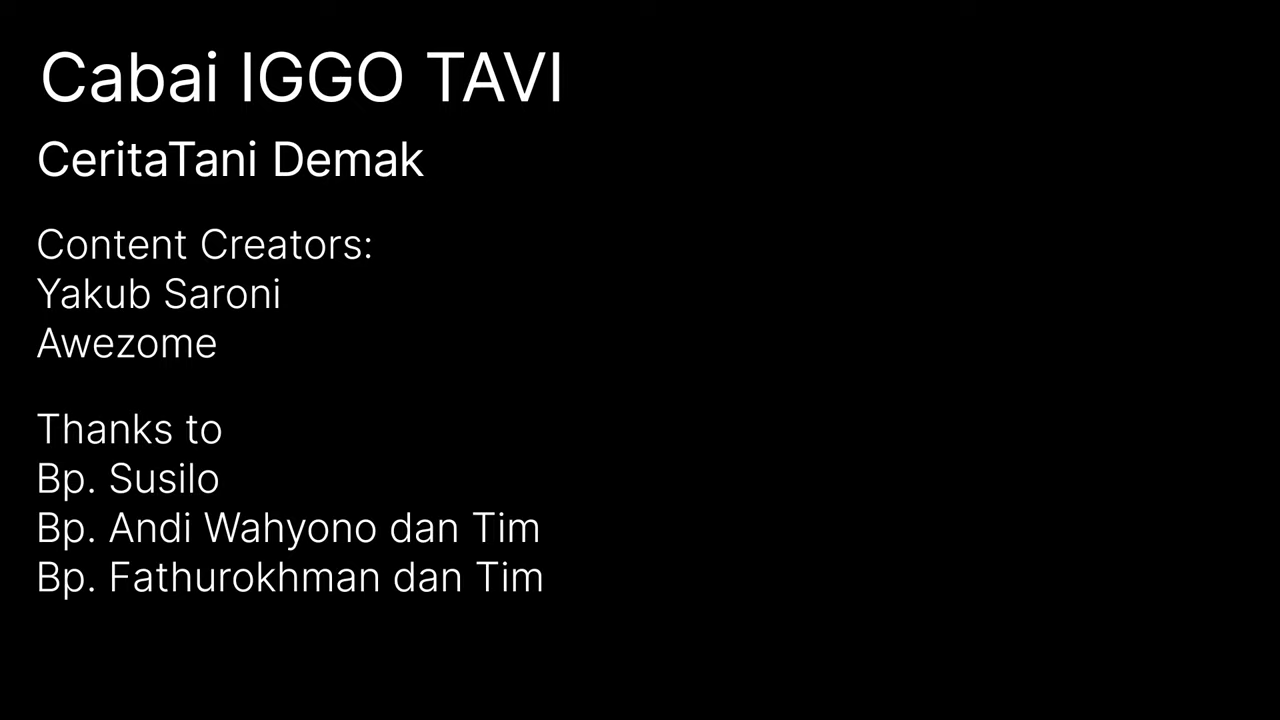 Cabai IGGO TAVI
CeritaTani Demak
Content Creators:
Yakub Saroni
Awezome
Thanks to
Bp. Susilo
Bp. Andi Wahyono dan Tim
Bp. Fathurokhman dan Tim